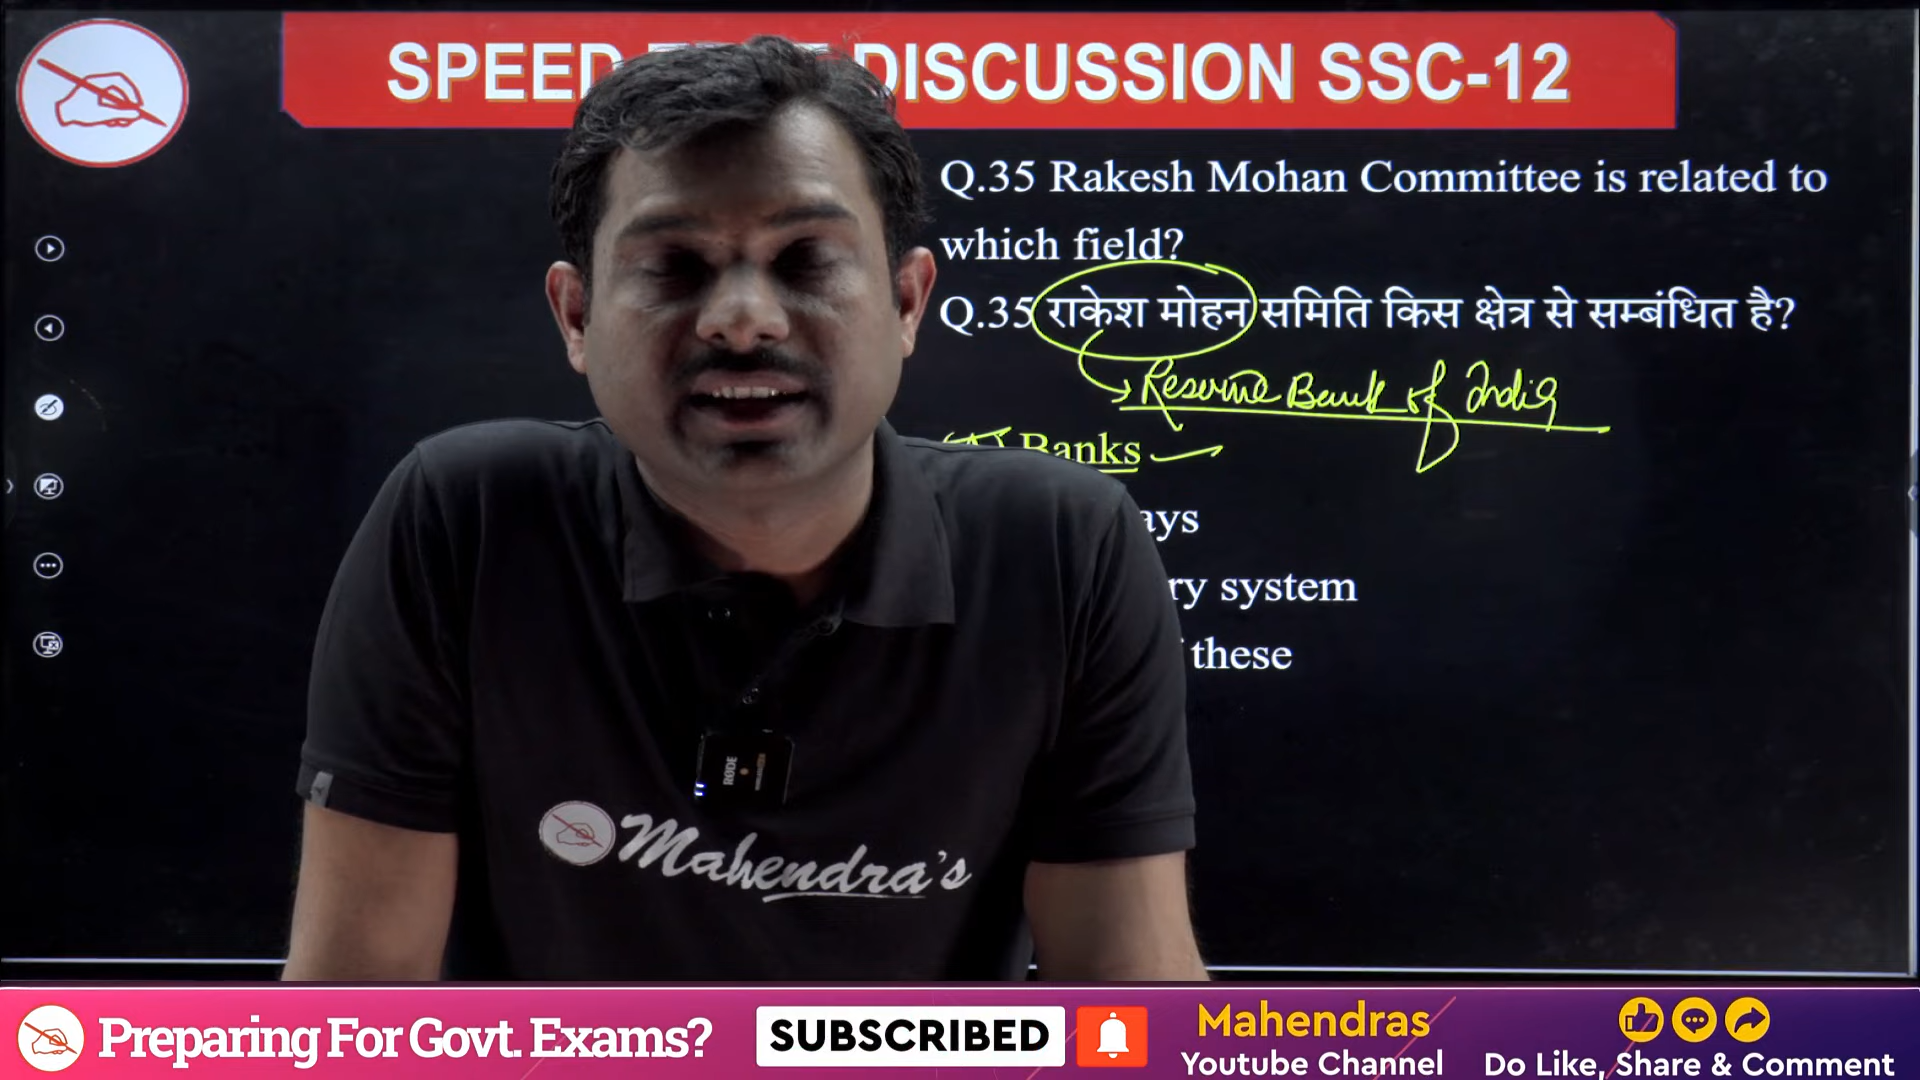 SPEED DISCUSSION SSC-12
Q.35 Rakesh Mohan Committee is related to
which field?
Q.35 राकेश मोहन समिति किस क्षेत्र से सम्बंधित है?
Reserve Bank of India
(A) Banks
ays
ry system
these
RØDE
Mahendra's
Preparing For Govt. Exams?
SUBSCRIBED
Mahendras
Youtube Channel
Do Like, Share & Comment